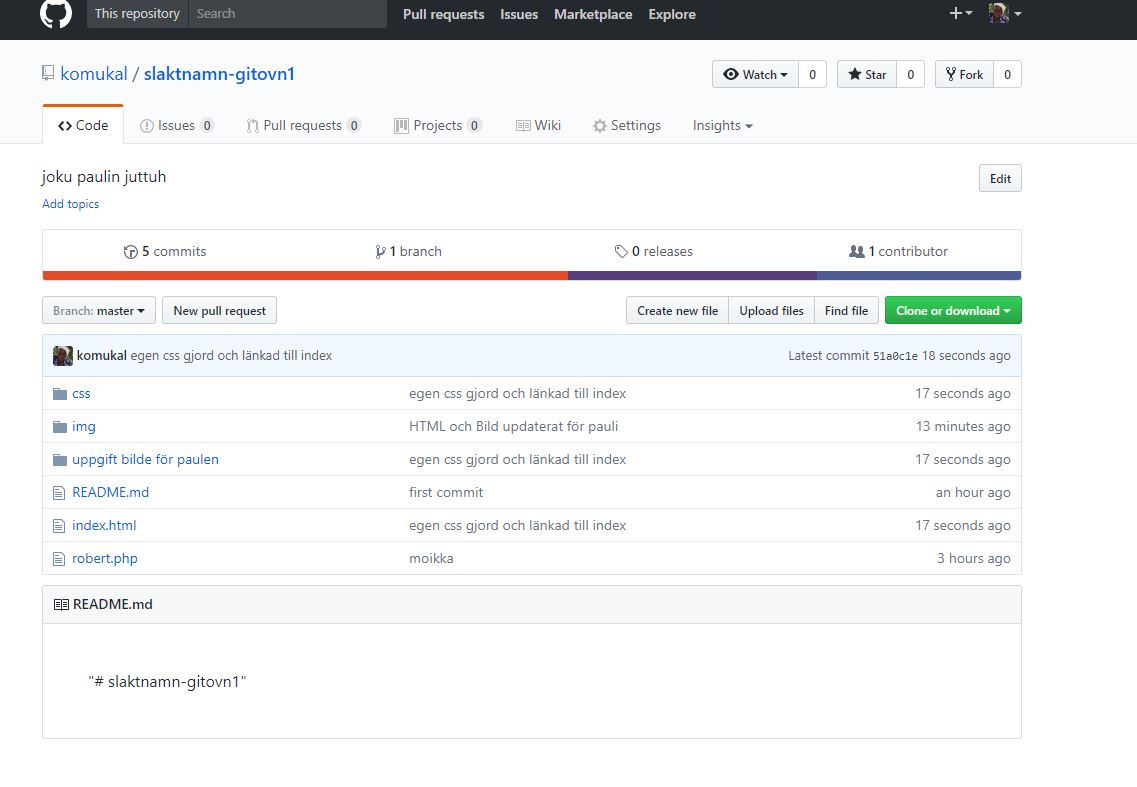 This repository Search Pull requests Issues Marketplace Explore
komukal / slaktnamn-gitovn1 Watch 0 Star 0 Fork 0
Code Issues 0 Pull requests 0 Projects 0 Wiki Settings Insights
joku paulin juttuh Edit
Add topics
5 commits 1 branch 0 releases 1 contributor
Branch: master New pull request Create new file Upload files Find file Clone or download
komukal egen css gjord och länkad till index Latest commit 51a0c1e 18 seconds ago
css egen css gjord och länkad till index 17 seconds ago
img HTML och Bild updaterat för pauli 13 minutes ago
uppgift bilde för paulen egen css gjord och länkad till index 17 seconds ago
README.md first commit an hour ago
index.html egen css gjord och länkad till index 17 seconds ago
robert.php moikka 3 hours ago
README.md
"# slaktnamn-gitovn1"